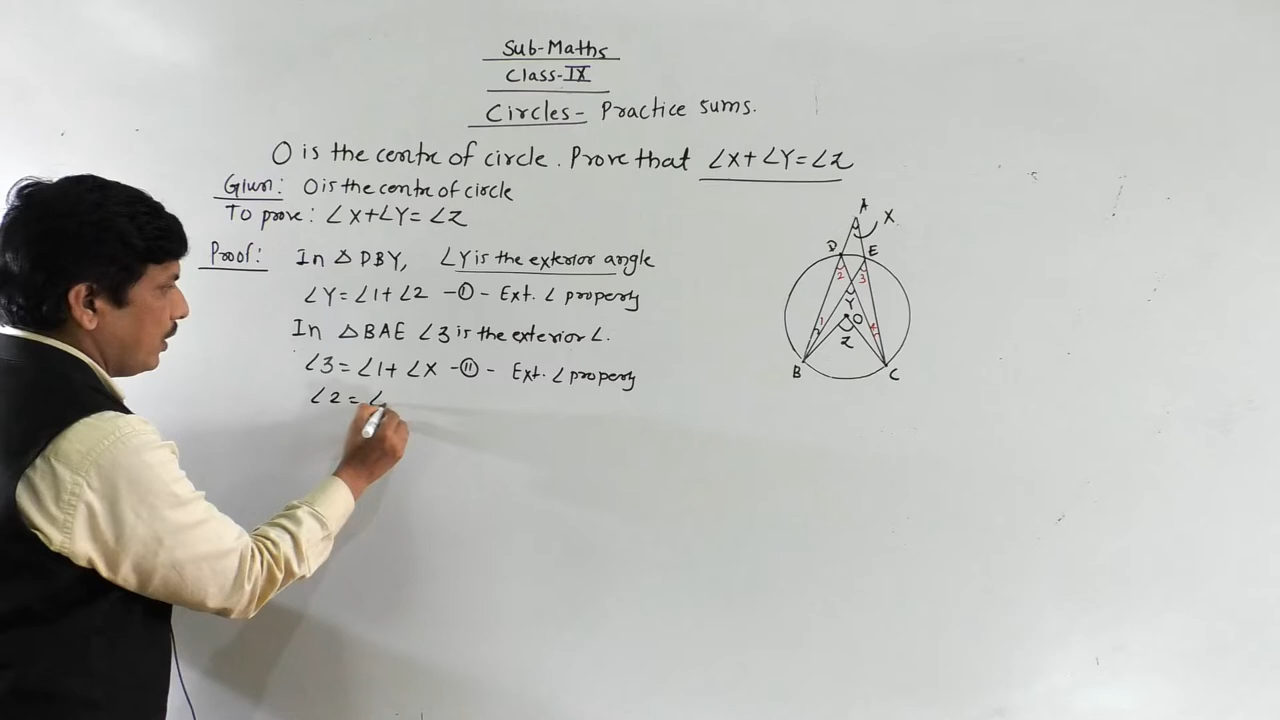 Sub-Maths
Class-IX
Circles- Practice sums.
O is the centre of circle. Prove that ∠X+∠Y=∠Z
Given: O is the centre of circle
To prove: ∠X+∠Y=∠Z
Proof: In △DBY, ∠Y is the exterior angle
∠Y=∠1+∠2 -①- Ext. ∠ property
In △BAE ∠3 is the exterior ∠.
∠3=∠1+∠X -⑪- Ext. ∠ property
∠2=∠
A
X
D
E
2
3
Y
1
O
4
Z
B
C